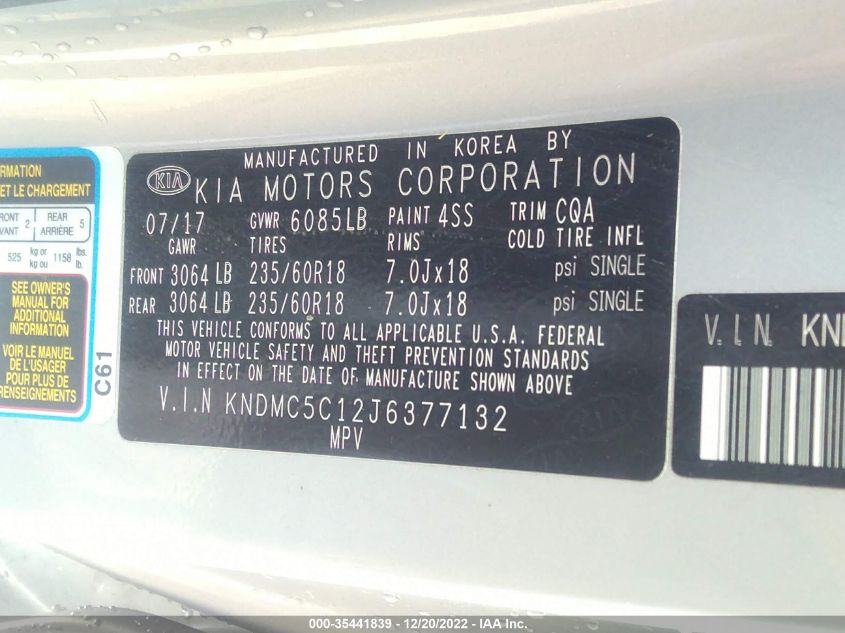 RMATION
ET LE CHARGEMENT
FRONT
VANT 2
REAR
ARRIÈRE 5
525 kg or
kg ou 1158 lbs.
lb.
SEE OWNER'S
MANUAL FOR
ADDITIONAL
INFORMATION
VOIR LE MANUEL
DE L'USAGER
POUR PLUS DE
RENSEIGNEMENTS
C61
MANUFACTURED IN KOREA BY
KIA KIA MOTORS CORPORATION
07/17 GVWR 6085LB PAINT 4SS TRIM CQA
GAWR TIRES RIMS COLD TIRE INFL
FRONT 3064 LB 235/60R18 7.0Jx18 psi SINGLE
REAR 3064 LB 235/60R18 7.0Jx18 psi SINGLE
THIS VEHICLE CONFORMS TO ALL APPLICABLE U.S.A. FEDERAL
MOTOR VEHICLE SAFETY AND THEFT PREVENTION STANDARDS
IN EFFECT ON THE DATE OF MANUFACTURE SHOWN ABOVE
V.I.N KNDMC5C12J6377132
MPV
V.I.N. KN
000-35441839 - 12/20/2022 - IAA Inc.